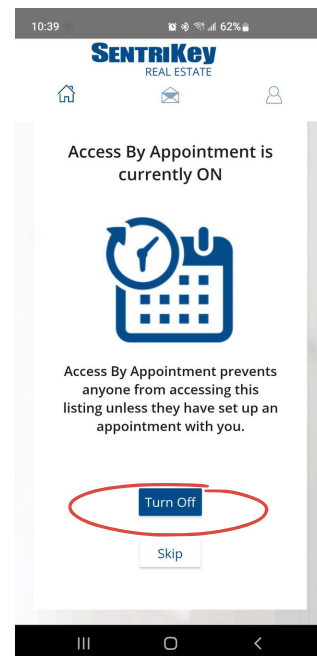 10:39
62%
SentriKey
REAL ESTATE
Access By Appointment is
currently ON
Access By Appointment prevents
anyone from accessing this
listing unless they have set up an
appointment with you.
Turn Off
Skip